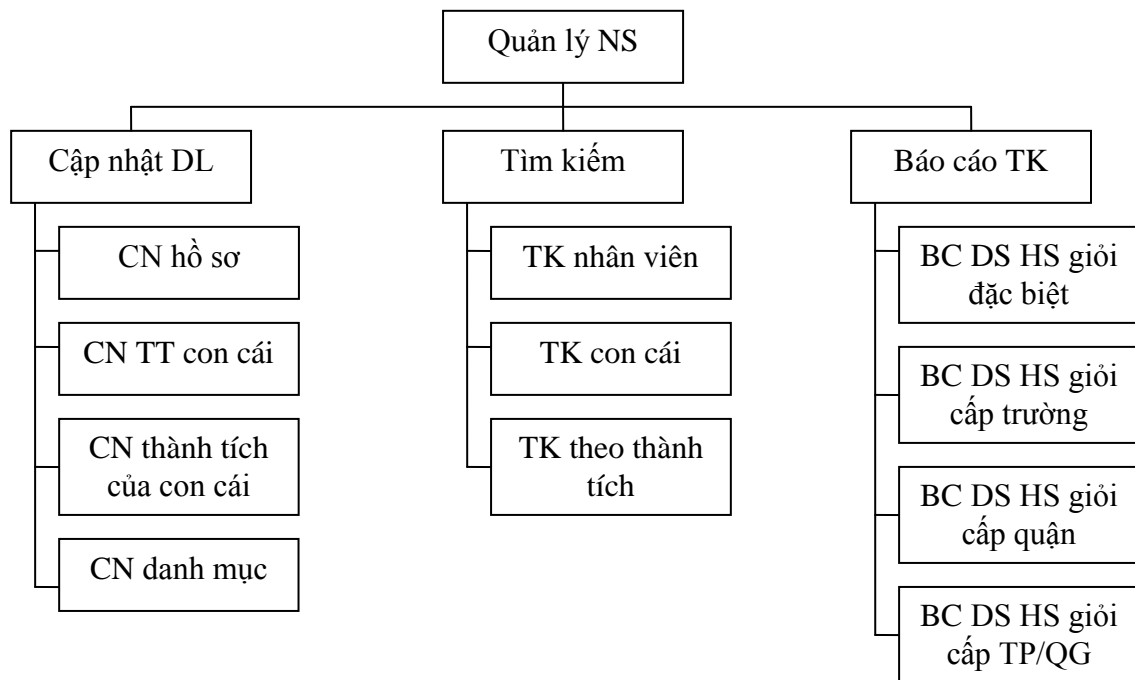 Quản lý NS
Cập nhật DL
Tìm kiếm
Báo cáo TK
CN hồ sơ
CN TT con cái
CN thành tích
của con cái
CN danh mục
TK nhân viên
TK con cái
TK theo thành
tích
BC DS HS giỏi
đặc biệt
BC DS HS giỏi
cấp trường
BC DS HS giỏi
cấp quận
BC DS HS giỏi
cấp TP/QG